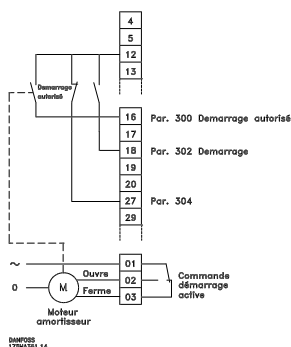 4
5
12
13
Demarrage
autorisé
16 Par. 300 Demarrage autorisé
17
18 Par. 302 Demarrage
19
20
27 Par. 304
29
~ 01
Ouvre
0 M 02
Ferme 03
Commande
démarrage
active
Moteur
amortisseur
DANFOSS